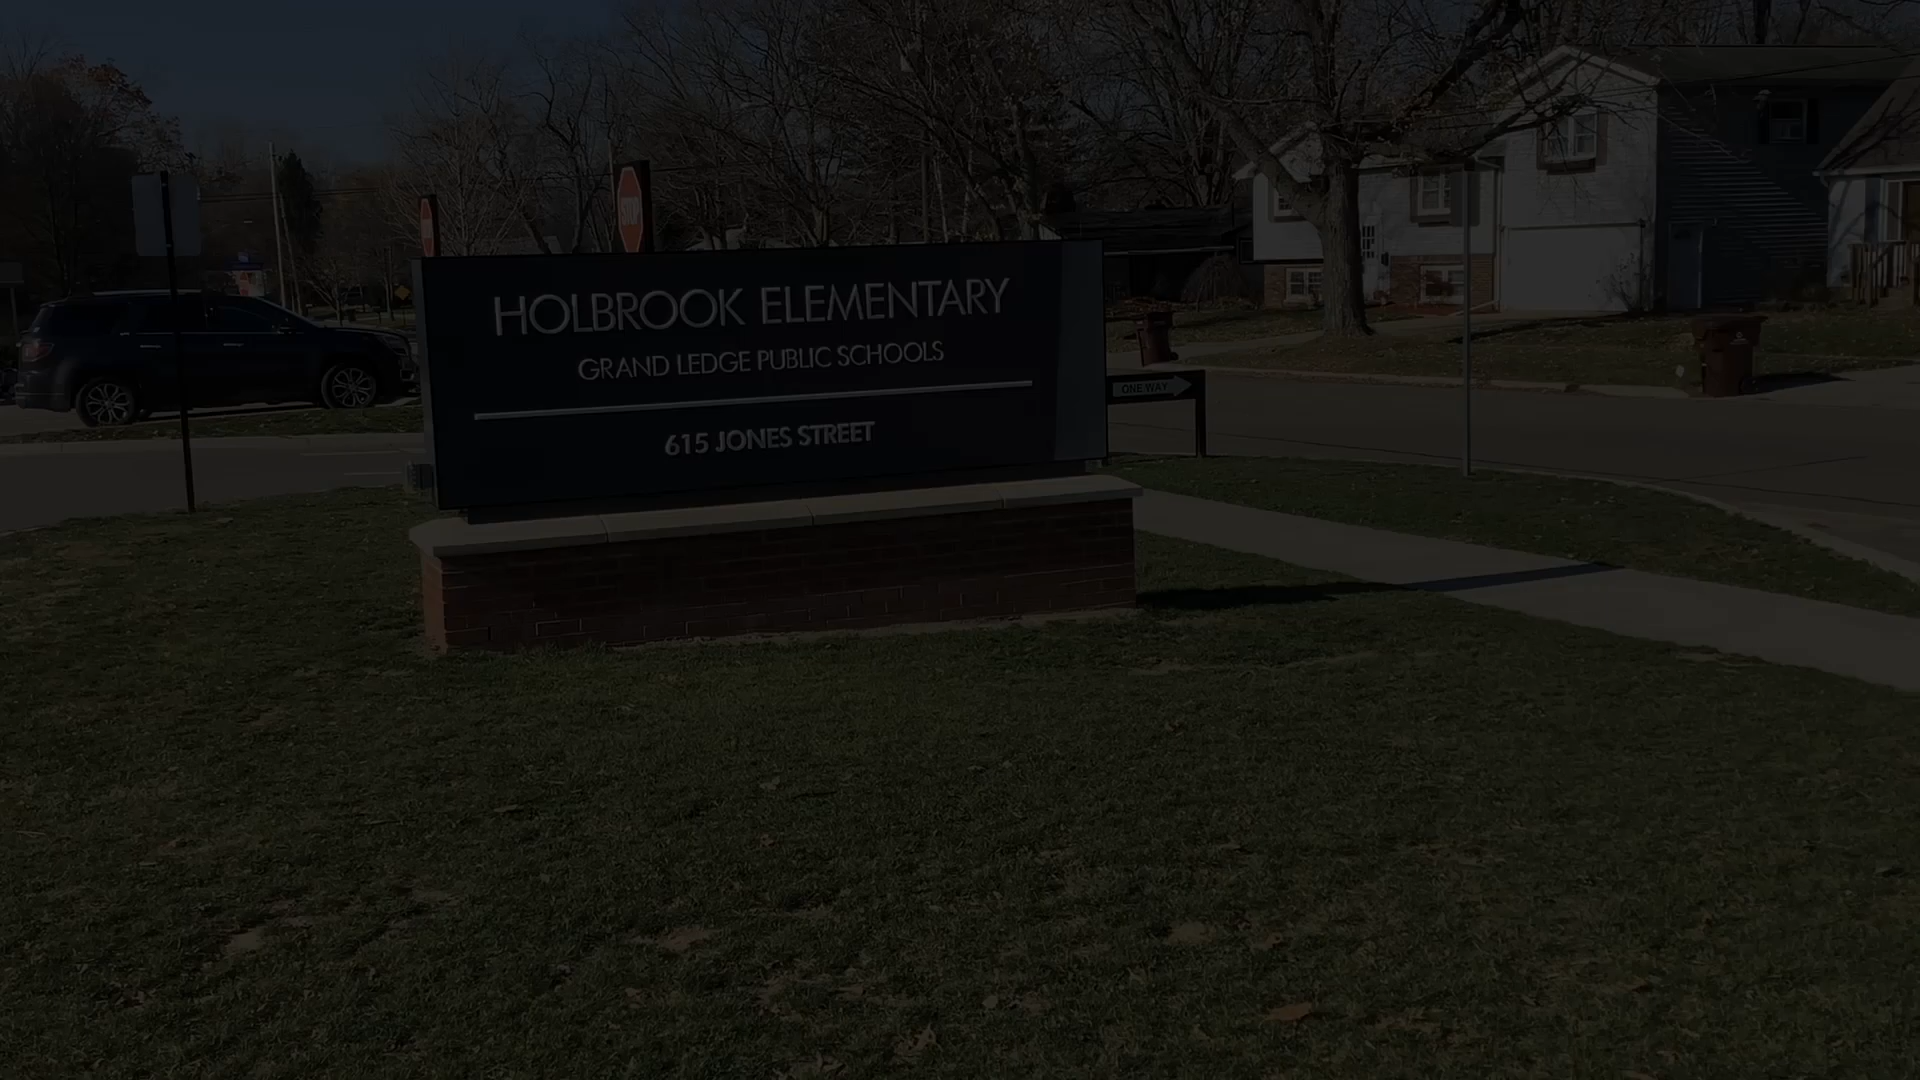 STOP
HOLBROOK ELEMENTARY
GRAND LEDGE PUBLIC SCHOOLS
615 JONES STREET
ONE WAY